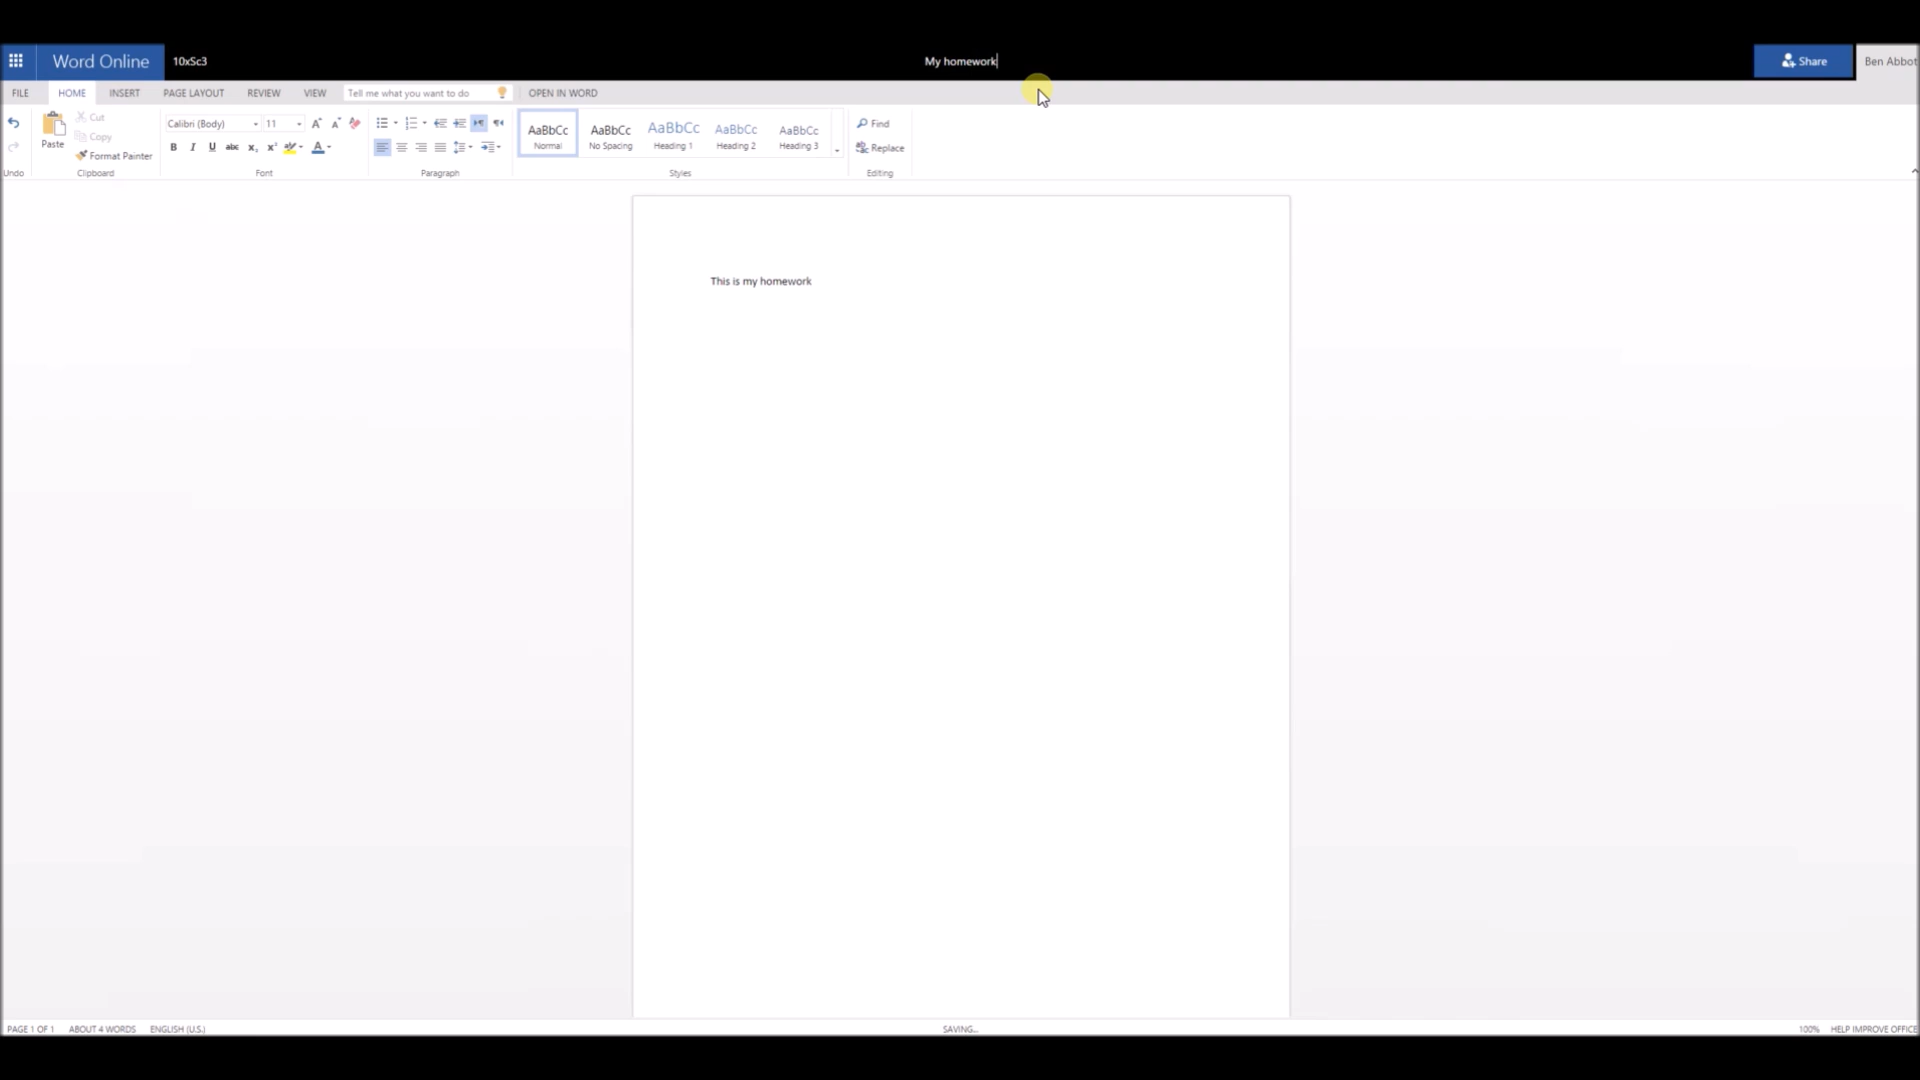 Word Online 10xSc3 My homework Share Ben Abbot
FILE HOME INSERT PAGE LAYOUT REVIEW VIEW Tell me what you want to do OPEN IN WORD
Cut
Copy
Paste
Format Painter
Calibri (Body) 11
B I U abc x₂ x² A
AaBbCc AaBbCc AaBbCc AaBbCc AaBbCc
Normal No Spacing Heading 1 Heading 2 Heading 3
Find
Replace
Undo Clipboard Font Paragraph Styles Editing
This is my homework
PAGE 1 OF 1 ABOUT 4 WORDS ENGLISH (U.S.) SAVING... 100% HELP IMPROVE OFFICE